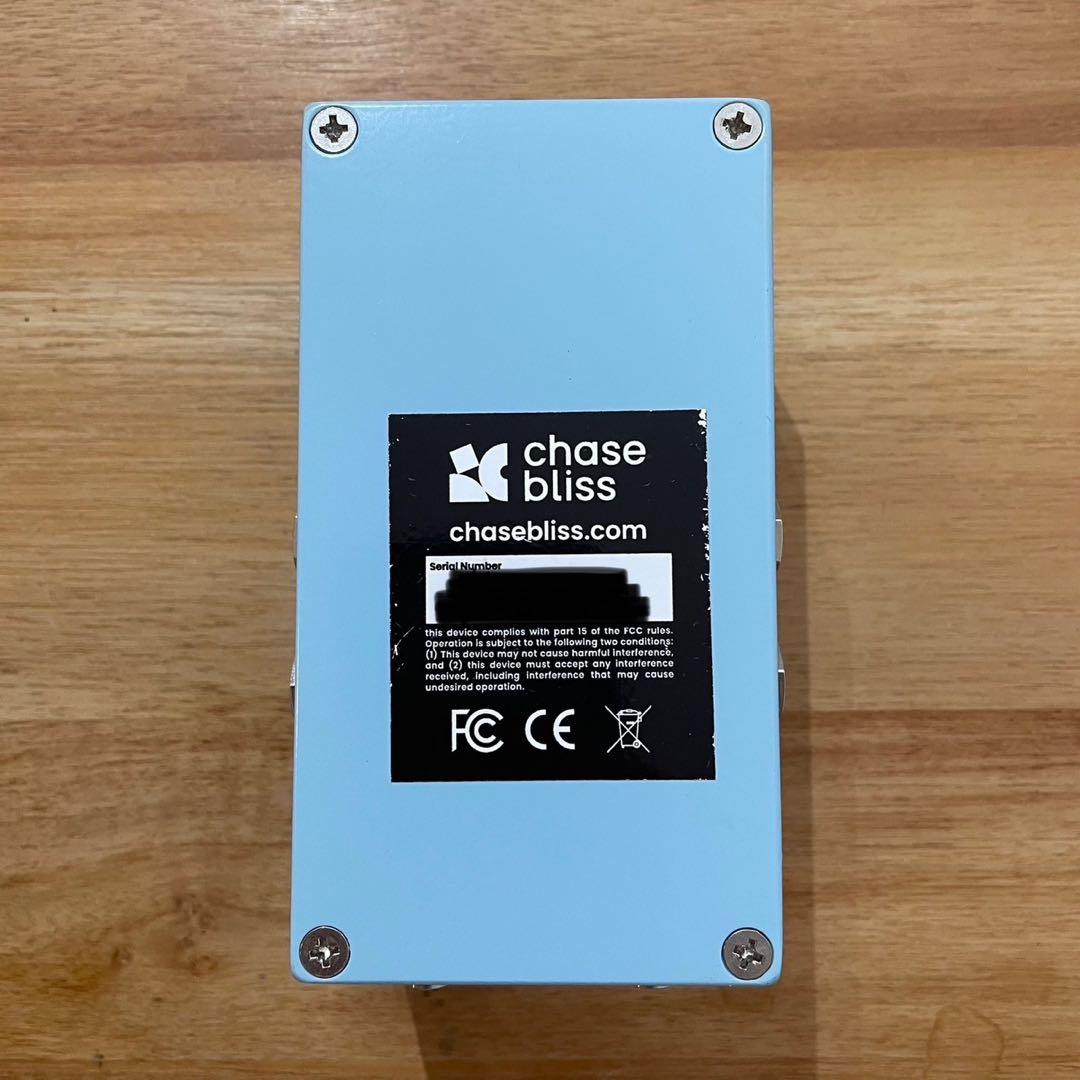 chase
bliss
chasebliss.com
Serial Number
this device complies with part 15 of the FCC rules.
Operation is subject to the following two conditions:
(1) This device may not cause harmful interference,
and (2) this device must accept any interference
received, including interference that may cause
undesired operation.
FC CE